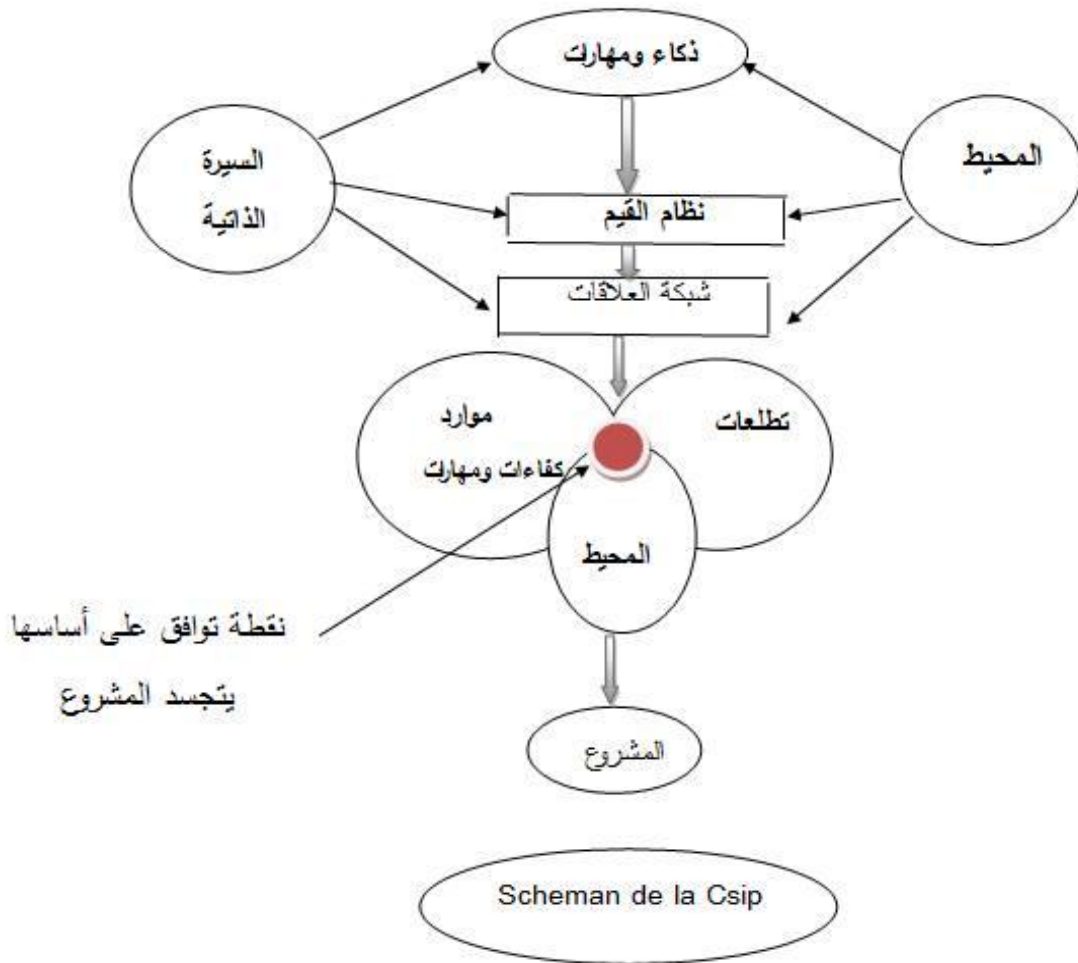 ذكاء ومهارات
السيرة
الذاتية
المحيط
نظام القيم
شبكة العلاقات
موارد
كفاءات ومهارات
تطلعات
المحيط
نقطة توافق على أساسها
يتجسد المشروع
المشروع
Scheman de la Csip